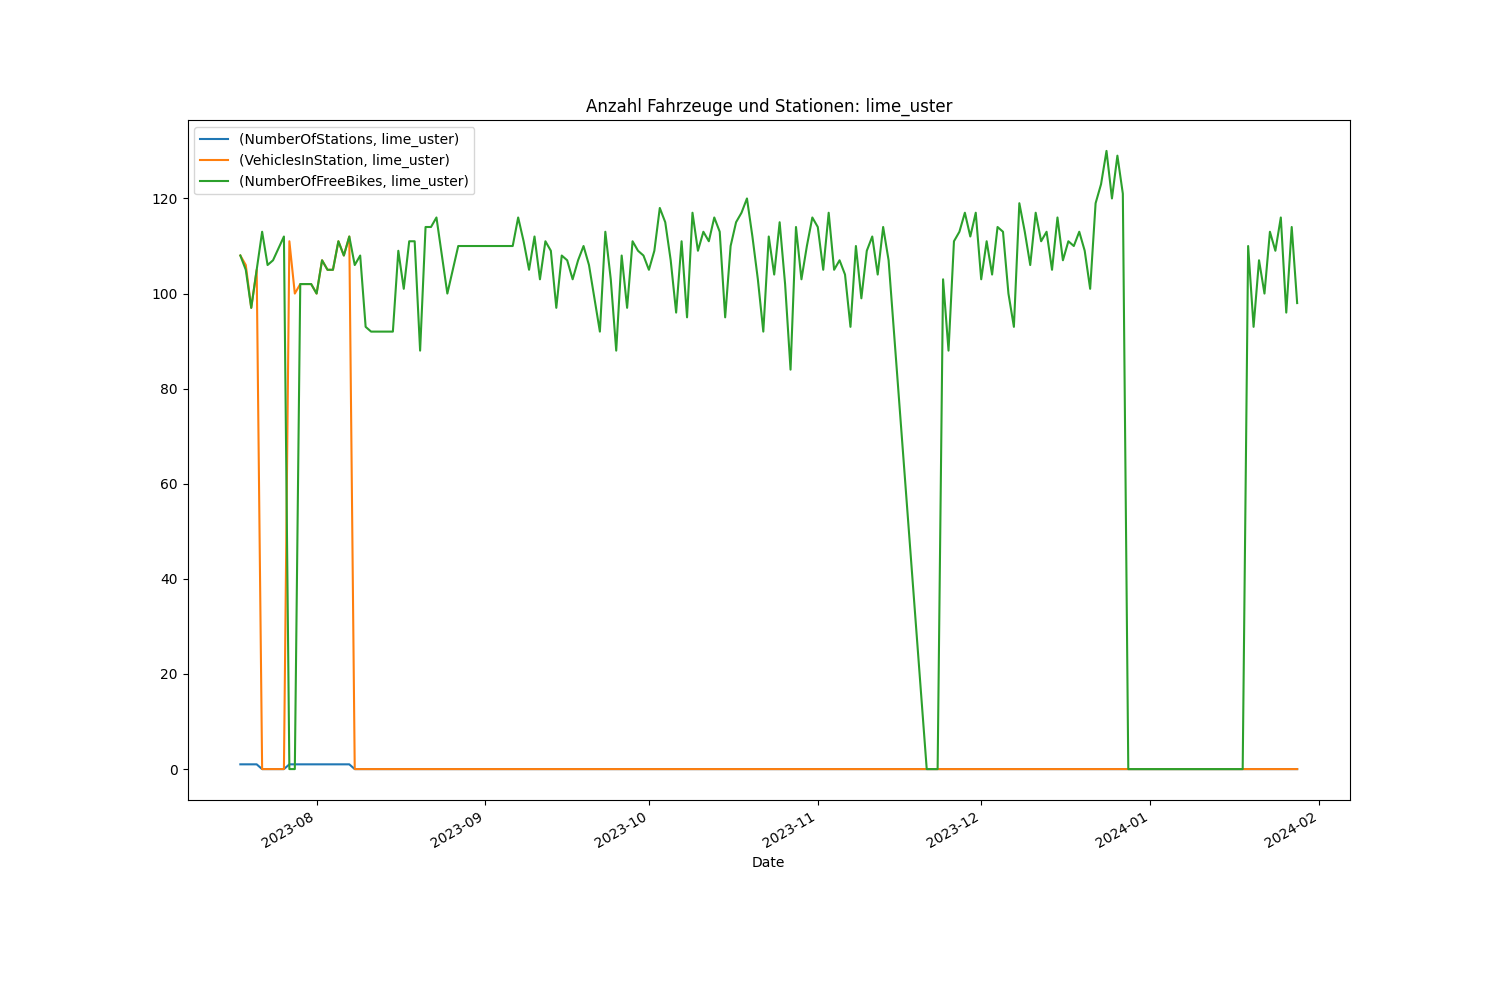 Anzahl Fahrzeuge und Stationen: lime_uster
(NumberOfStations, lime_uster)
(VehiclesInStation, lime_uster)
(NumberOfFreeBikes, lime_uster)
120
100
80
60
40
20
0
2023-08
2023-09
2023-10
2023-11
2023-12
2024-01
2024-02
Date